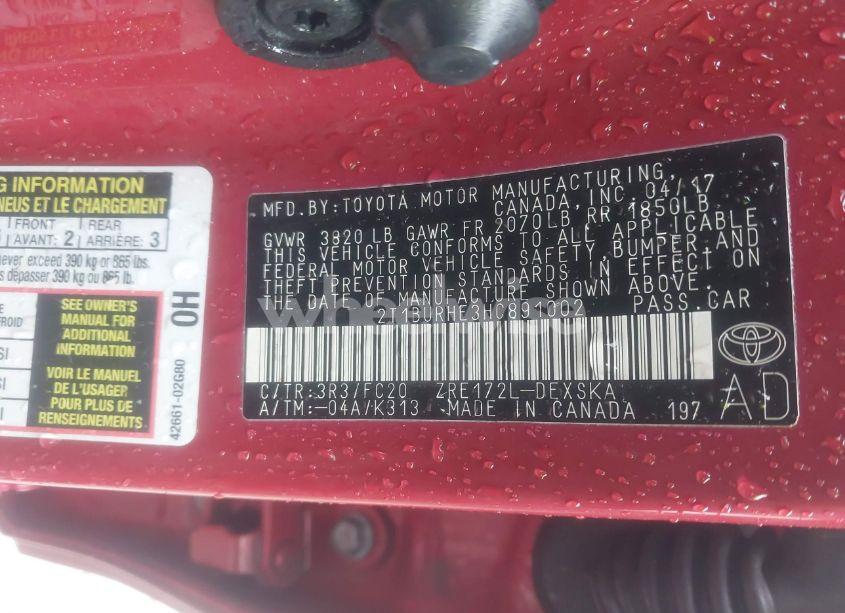 G INFORMATION
NEUS ET LE CHARGEMENT
FRONT REAR
AVANT: 2 ARRIÈRE: 3
never exceed 390 kg or 865 lbs.
s dépasser 390 kg ou 865 lb.
SEE OWNER'S
MANUAL FOR
ADDITIONAL
INFORMATION
VOIR LE MANUEL
DE L'USAGER
POUR PLUS DE
RENSEIGNEMENTS
0H
42661-02G80
MFD. BY: TOYOTA MOTOR MANUFACTURING,
CANADA, INC. 04/17
GVWR 3820 LB GAWR FR 2070LB RR 1850LB
THIS VEHICLE CONFORMS TO ALL APPLICABLE
FEDERAL MOTOR VEHICLE SAFETY, BUMPER, AND
THEFT PREVENTION STANDARDS IN EFFECT ON
THE DATE OF MANUFACTURE SHOWN ABOVE.
PASS. CAR
C/TR: 3R3/FC20 ZRE172L-DEXSKA
A/TM: -04A/K313 MADE IN CANADA 197
AD